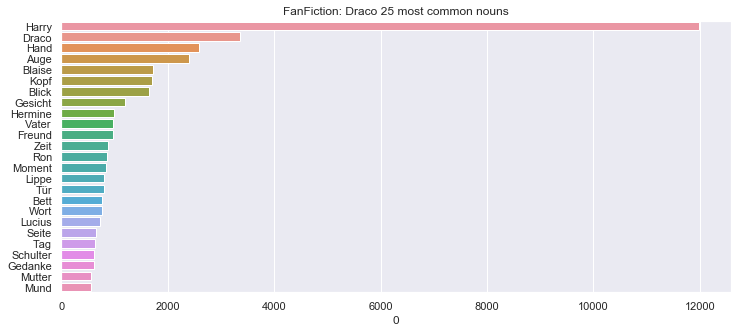 FanFiction: Draco 25 most common nouns
Harry
Draco
Hand
Auge
Blaise
Kopf
Blick
Gesicht
Hermine
Vater
Freund
Zeit
Ron
Moment
Lippe
Tür
Bett
Wort
Lucius
Seite
Tag
Schulter
Gedanke
Mutter
Mund
0 2000 4000 6000 8000 10000 12000
0